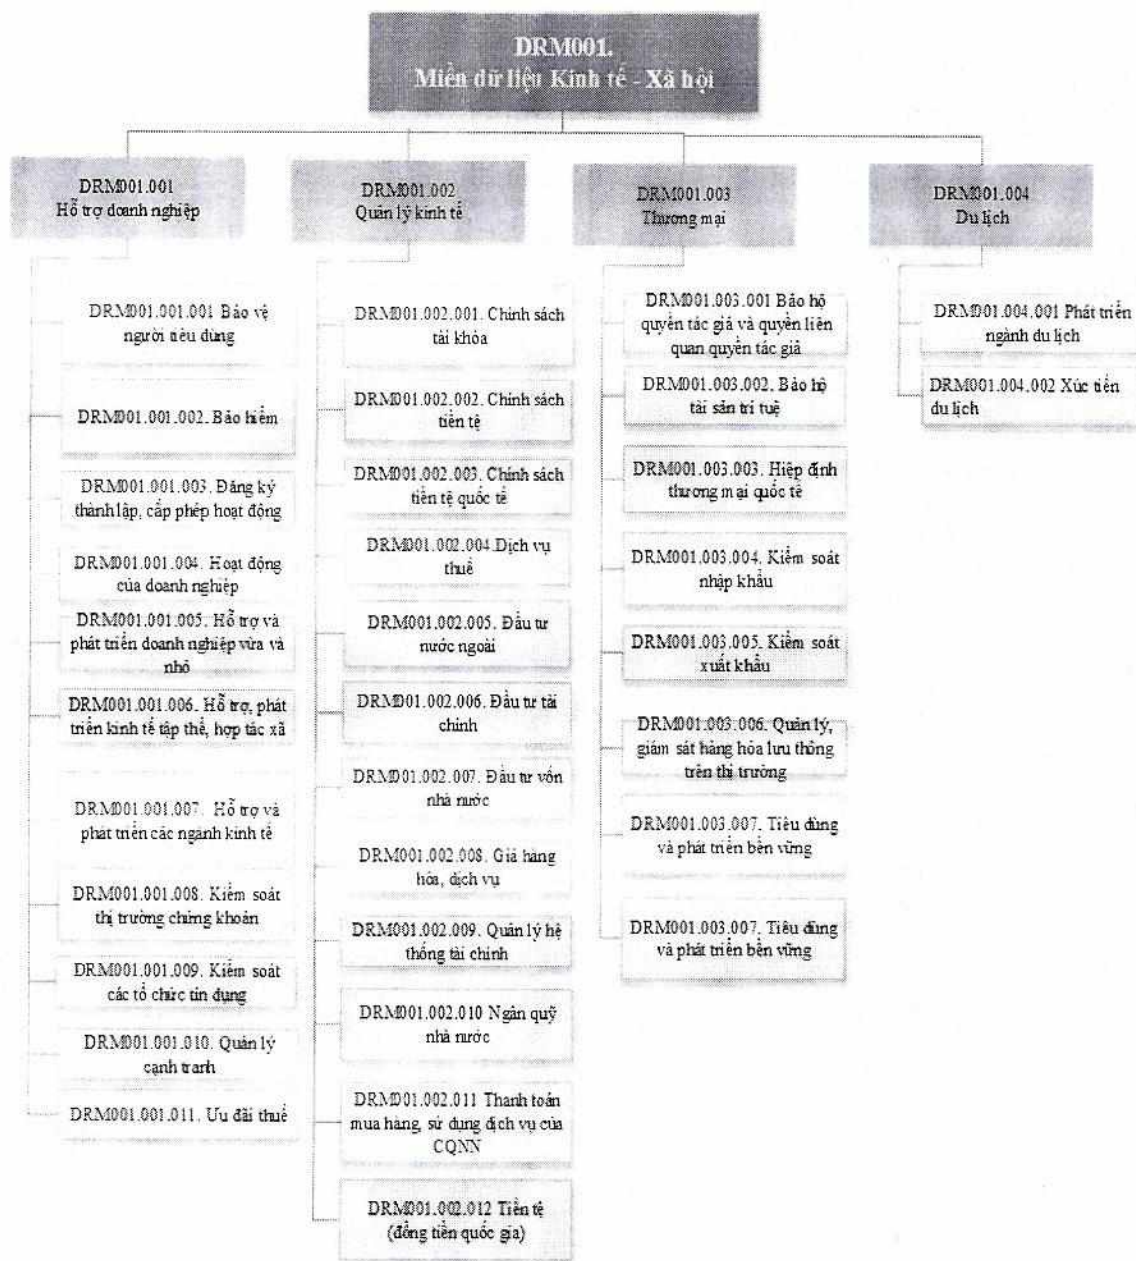 DRM001.
Miền dữ liệu Kinh tế - Xã hội
DRM001.001
Hỗ trợ doanh nghiệp
DRM001.001.001 Bảo vệ
người tiêu dùng
DRM001.001.002. Bảo hiểm
DRM001.001.003. Đăng ký
thành lập, cấp phép hoạt động
DRM001.001.004. Hoạt động
của doanh nghiệp
DRM001.001.005. Hỗ trợ và
phát triển doanh nghiệp vừa và
nhỏ
DRM001.001.006. Hỗ trợ, phát
triển kinh tế tập thể, hợp tác xã
DRM001.001.007. Hỗ trợ và
phát triển các ngành kinh tế
DRM001.001.008. Kiểm soát
thị trường chứng khoán
DRM001.001.009. Kiểm soát
các tổ chức tín dụng
DRM001.001.010. Quản lý
cạnh tranh
DRM001.001.011. Ưu đãi thuế
DRM001.002
Quản lý kinh tế
DRM001.002.001. Chính sách
tài khóa
DRM001.002.002. Chính sách
tiền tệ
DRM001.002.003. Chính sách
tiền tệ quốc tế
DRM001.002.004.Dịch vụ
thuế
DRM001.002.005. Đầu tư
nước ngoài
DRM001.002.006. Đầu tư tài
chính
DRM001.002.007. Đầu tư vốn
nhà nước
DRM001.002.008. Giá hàng
hóa, dịch vụ
DRM001.002.009. Quản lý hệ
thống tài chính
DRM001.002.010 Ngân quỹ
nhà nước
DRM001.002.011 Thanh toán
mua hàng, sử dụng dịch vụ của
CQNN
DRM001.002.012 Tiền tệ
(đồng tiền quốc gia)
DRM001.003
Thương mại
DRM001.003.001 Bảo hộ
quyền tác giả và quyền liên
quan quyền tác giả
DRM001.003.002. Bảo hộ
tài sản trí tuệ
DRM001.003.003. Hiệp định
thương mại quốc tế
DRM001.003.004. Kiểm soát
nhập khẩu
DRM001.003.005. Kiểm soát
xuất khẩu
DRM001.003.006. Quản lý,
giám sát hàng hóa lưu thông
trên thị trường
DRM001.003.007. Tiêu dùng
và phát triển bền vững
DRM001.003.007. Tiêu dùng
và phát triển bền vững
DRM001.004
Du lịch
DRM001.004.001 Phát triển
ngành du lịch
DRM001.004.002 Xúc tiến
du lịch